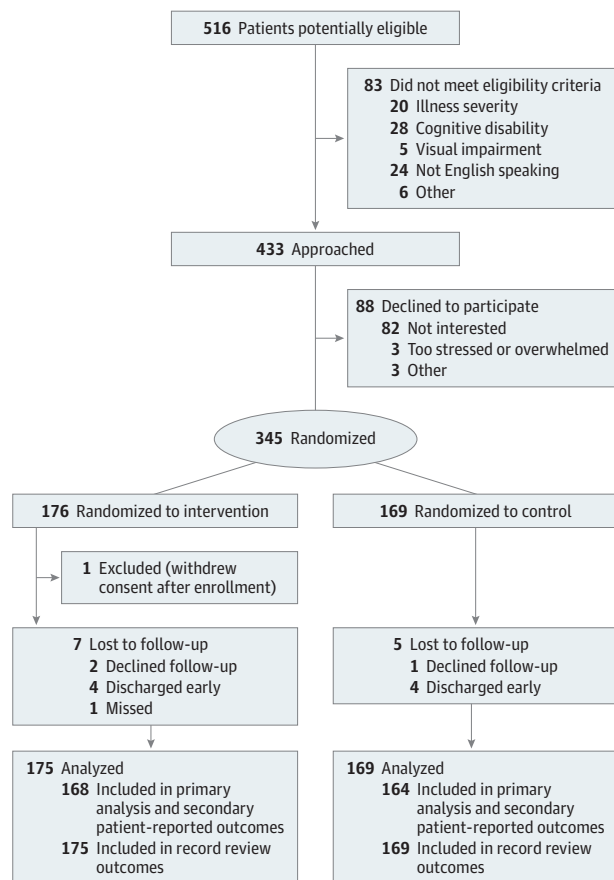 516 Patients potentially eligible
83 Did not meet eligibility criteria
20 Illness severity
28 Cognitive disability
5 Visual impairment
24 Not English speaking
6 Other
433 Approached
88 Declined to participate
82 Not interested
3 Too stressed or overwhelmed
3 Other
345 Randomized
176 Randomized to intervention
169 Randomized to control
1 Excluded (withdrew
consent after enrollment)
7 Lost to follow-up
2 Declined follow-up
4 Discharged early
1 Missed
5 Lost to follow-up
1 Declined follow-up
4 Discharged early
175 Analyzed
168 Included in primary
analysis and secondary
patient-reported outcomes
175 Included in record review
outcomes
169 Analyzed
164 Included in primary
analysis and secondary
patient-reported outcomes
169 Included in record review
outcomes